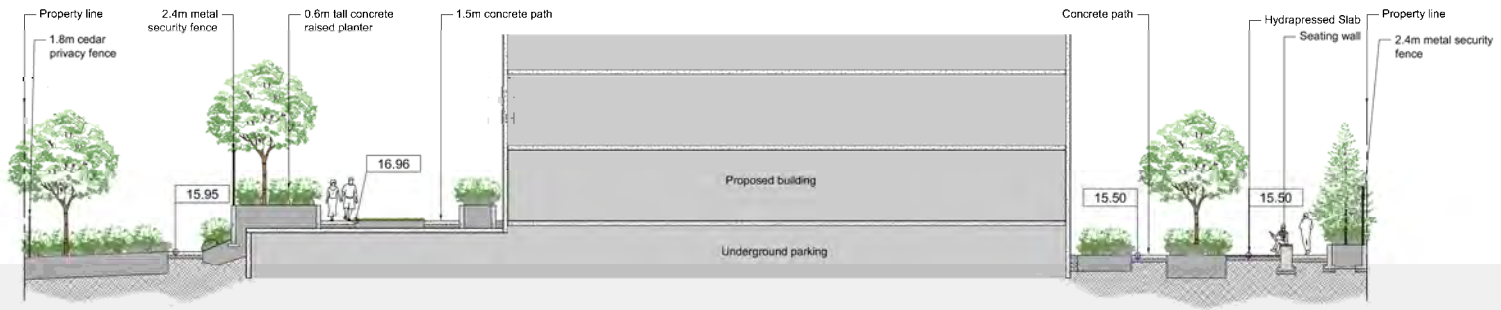 Property line
1.8m cedar
privacy fence
2.4m metal
security fence
0.6m tall concrete
raised planter
1.5m concrete path
Concrete path
Hydrapressed Slab
Seating wall
Property line
2.4m metal security
fence
16.96
15.95
Proposed building
15.50
15.50
Underground parking